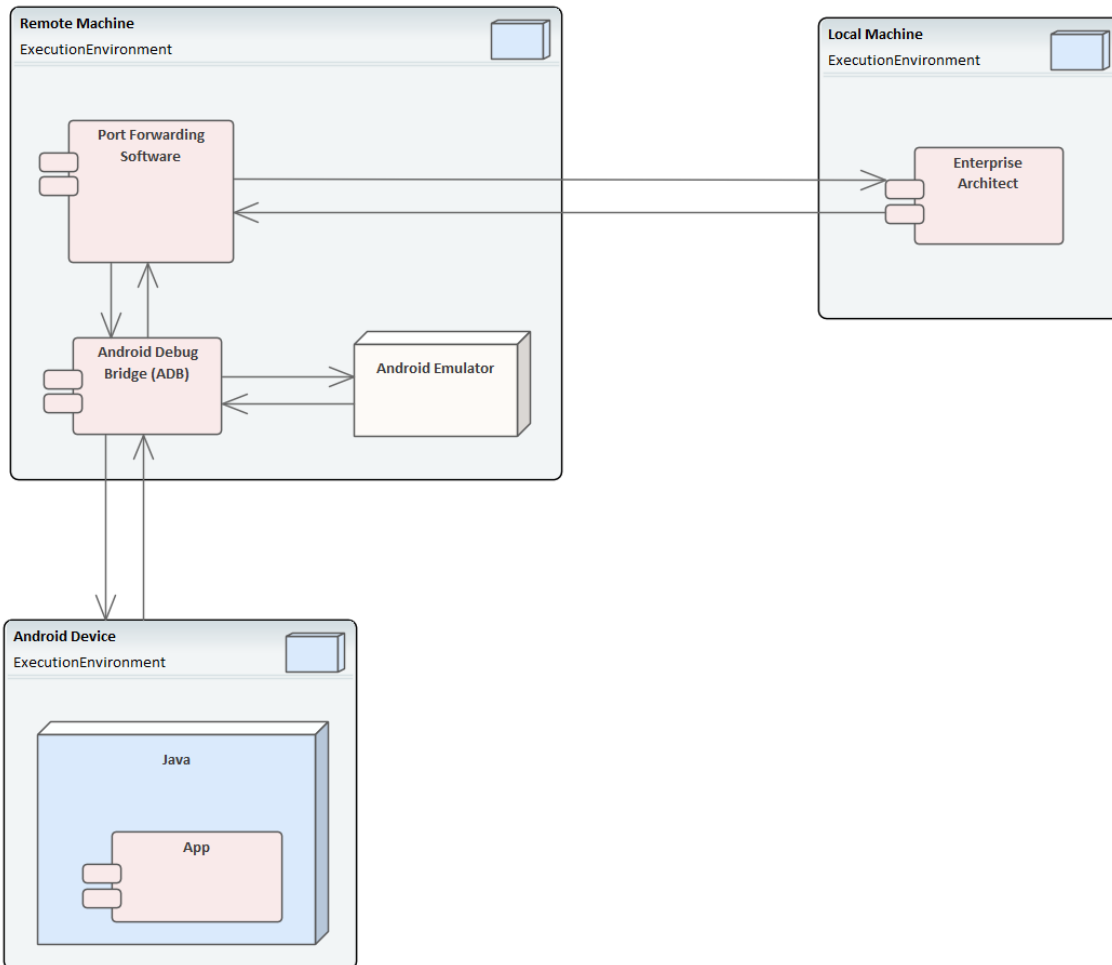 Remote Machine
ExecutionEnvironment
Port Forwarding
Software
Android Debug
Bridge (ADB)
Android Emulator
Local Machine
ExecutionEnvironment
Enterprise
Architect
Android Device
ExecutionEnvironment
Java
App